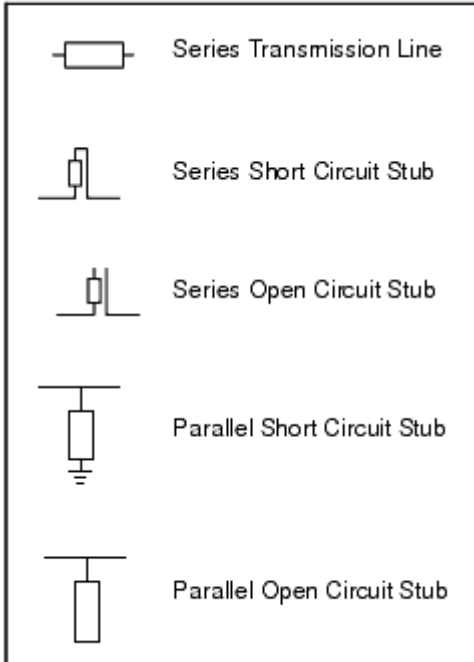 Series Transmission Line
Series Short Circuit Stub
Series Open Circuit Stub
Parallel Short Circuit Stub
Parallel Open Circuit Stub